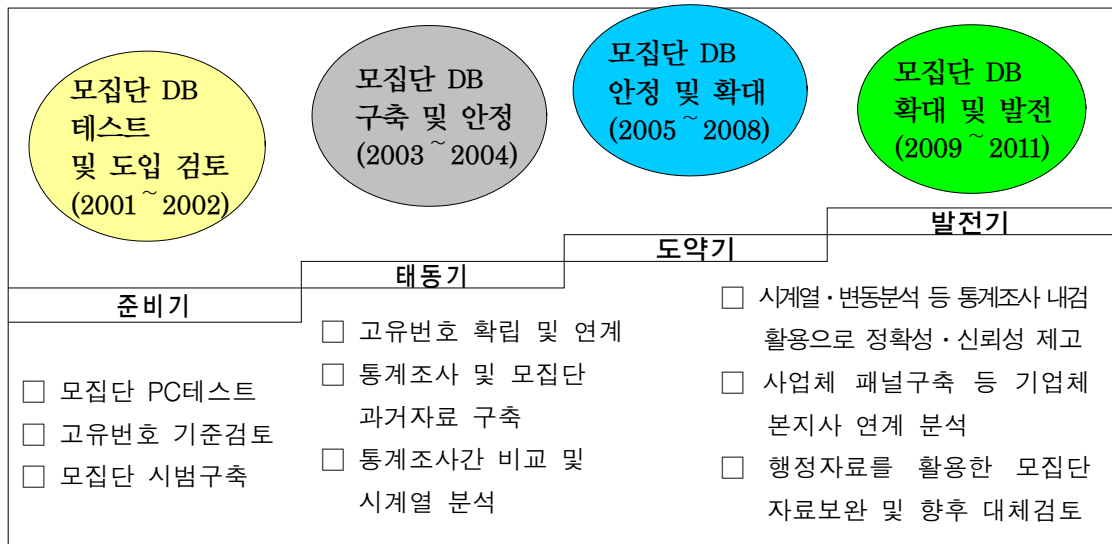 모집단 DB
테스트
및 도입 검토
(2001~2002)
모집단 DB
구축 및 안정
(2003~2004)
모집단 DB
안정 및 확대
(2005~2008)
모집단 DB
확대 및 발전
(2009~2011)
준비기
태동기
도약기
발전기
□ 모집단 PC테스트
□ 고유번호 기준검토
□ 모집단 시범구축
□ 고유번호 확립 및 연계
□ 통계조사 및 모집단
과거자료 구축
□ 통계조사간 비교 및
시계열 분석
□ 시계열·변동분석 등 통계조사 내검
활용으로 정확성·신뢰성 제고
□ 사업체 패널구축 등 기업체
본지사 연계 분석
□ 행정자료를 활용한 모집단
자료보완 및 향후 대체검토